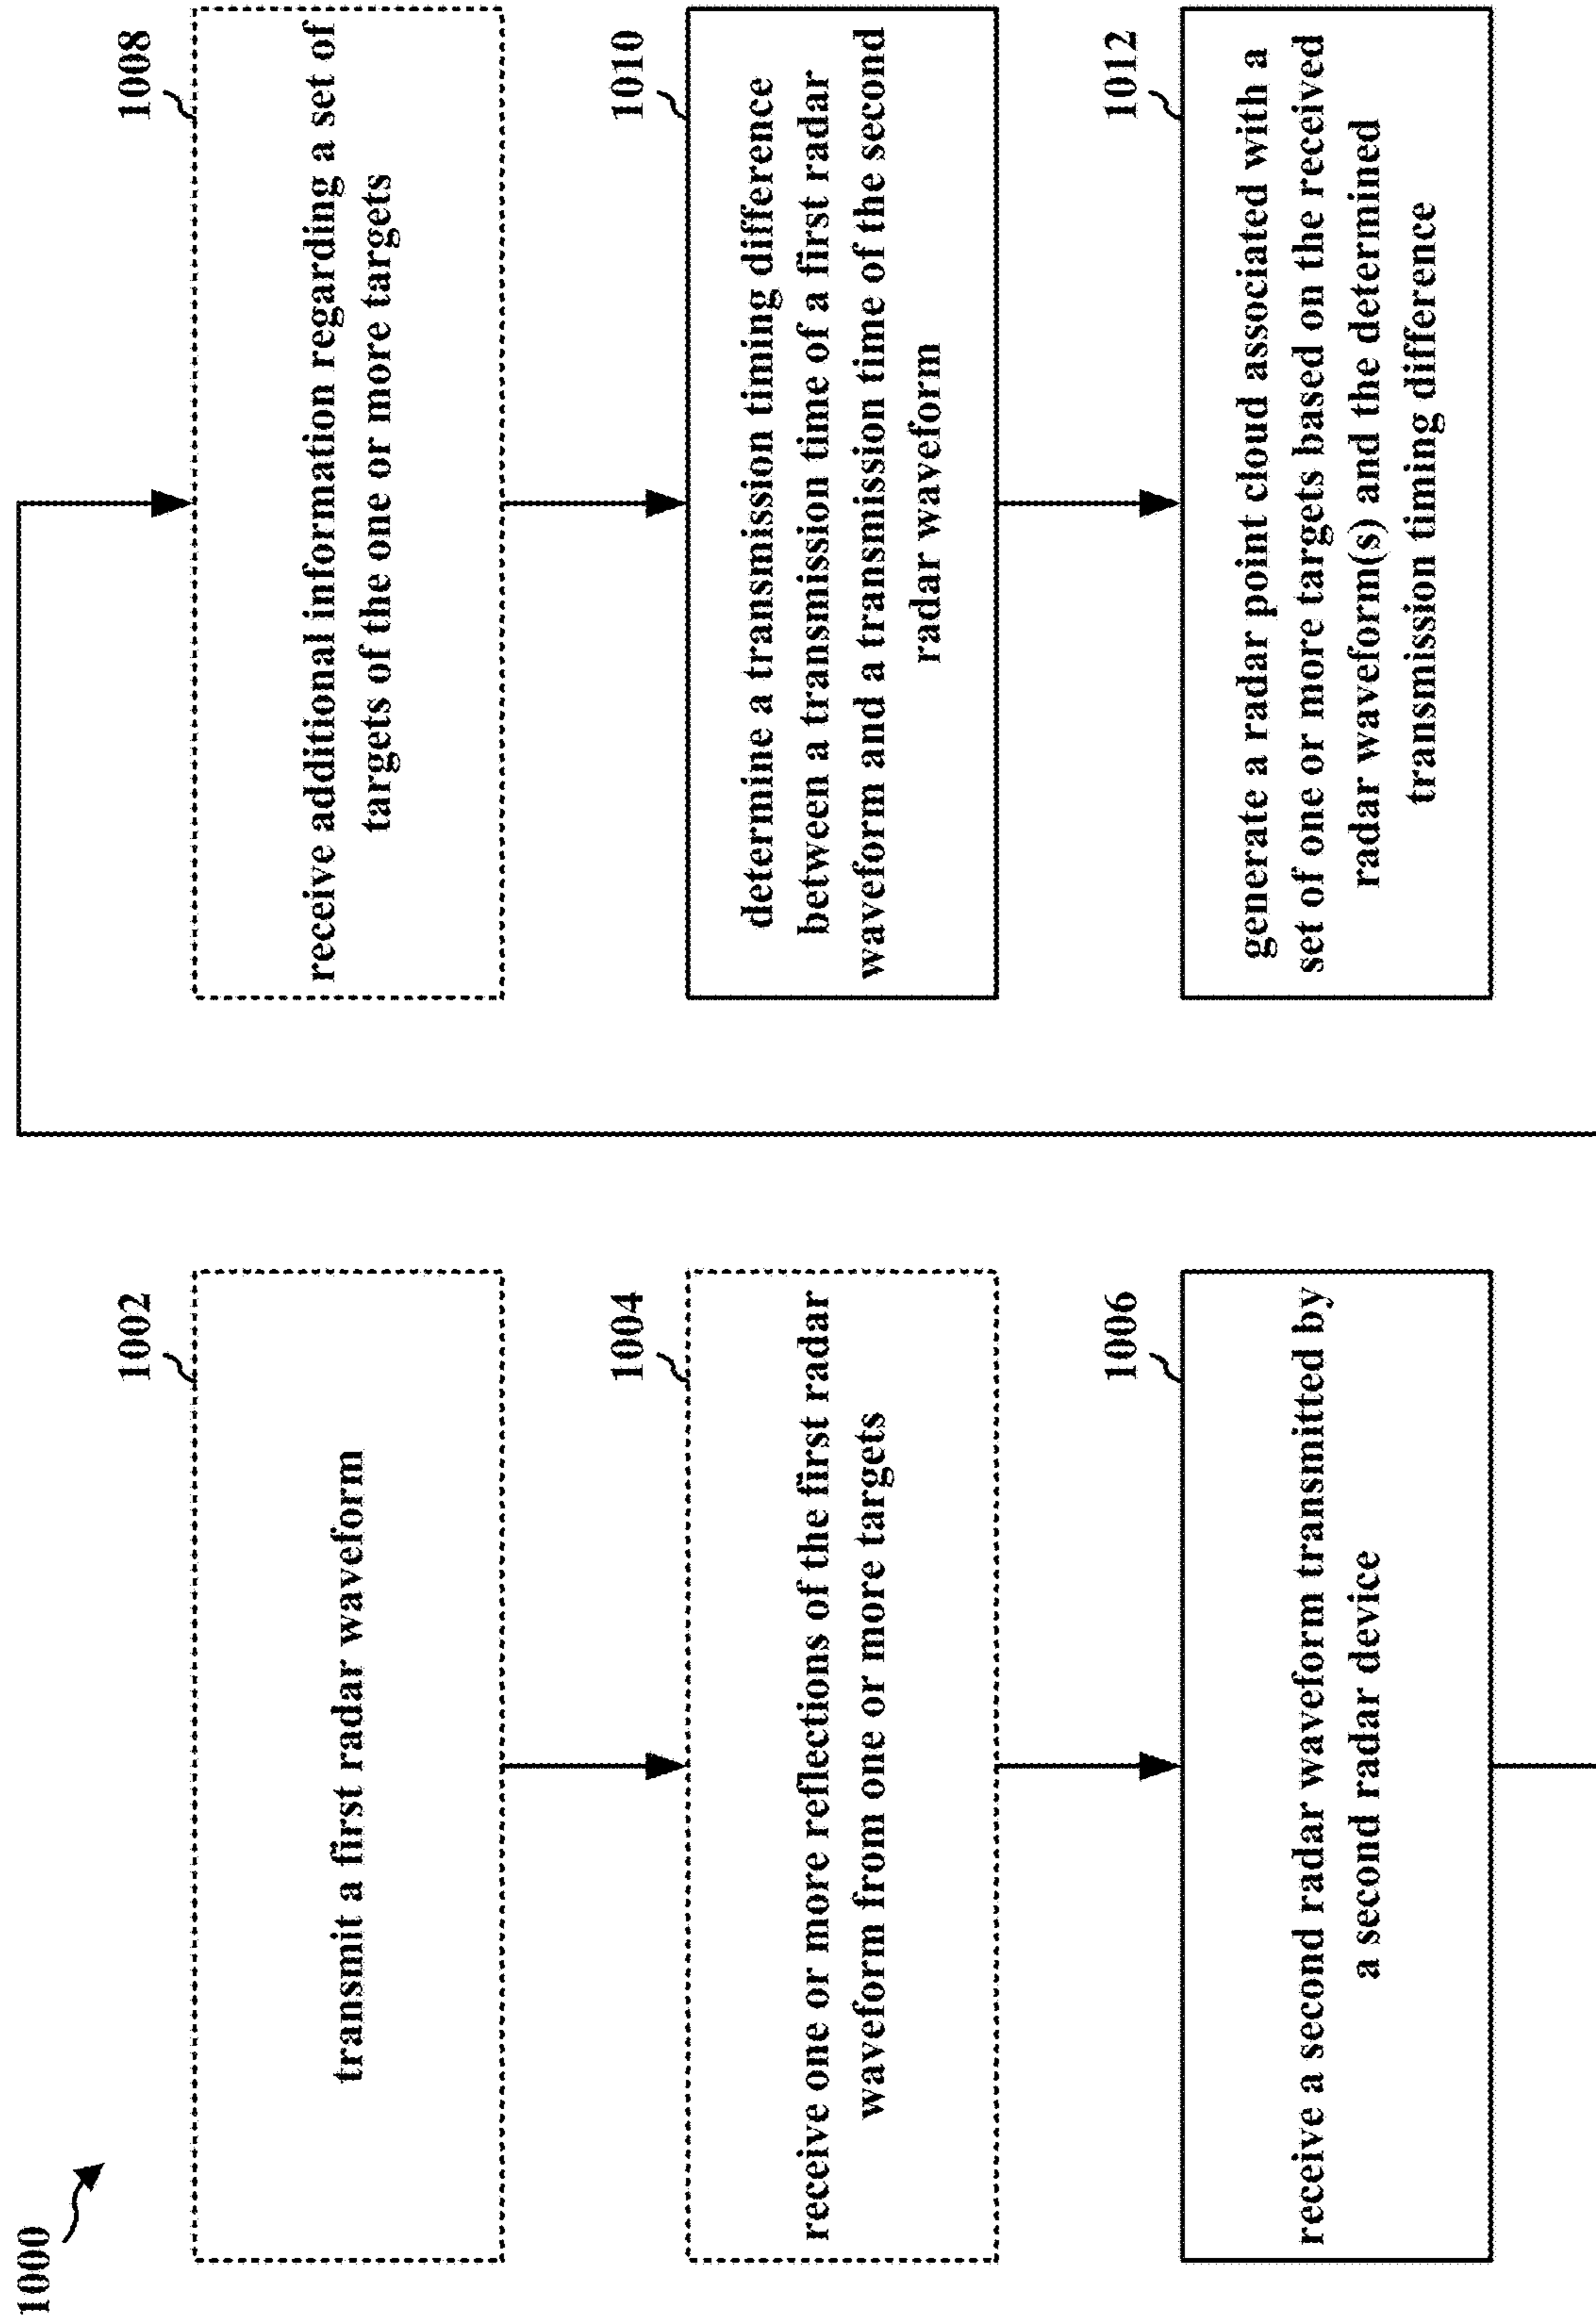 1000
1002
transmit a first radar waveform
1004
receive one or more reflections of the first radar
waveform from one or more targets
1006
receive a second radar waveform transmitted by
a second radar device
1008
receive additional information regarding a set of
targets of the one or more targets
1010
determine a transmission timing difference
between a transmission time of a first radar
waveform and a transmission time of the second
radar waveform
1012
generate a radar point cloud associated with a
set of one or more targets based on the received
radar waveform(s) and the determined
transmission timing difference